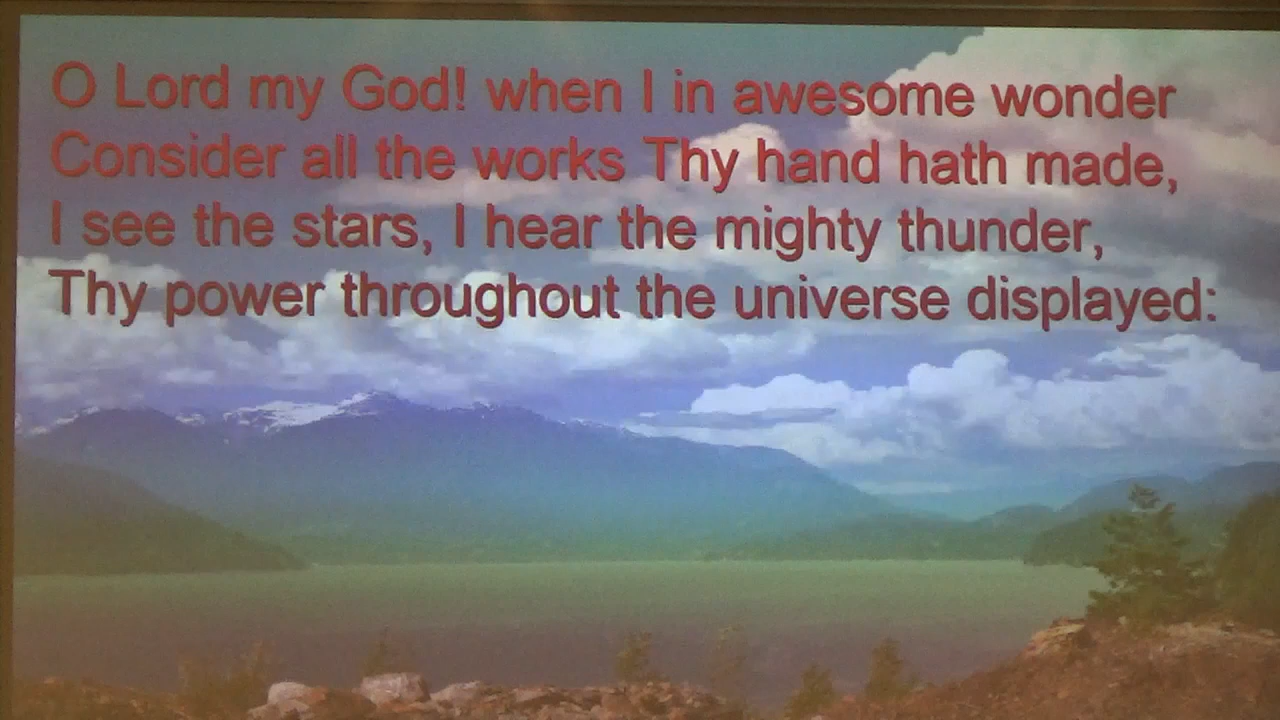 O Lord my God! when I in awesome wonder
Consider all the works Thy hand hath made,
I see the stars, I hear the mighty thunder,
Thy power throughout the universe displayed: